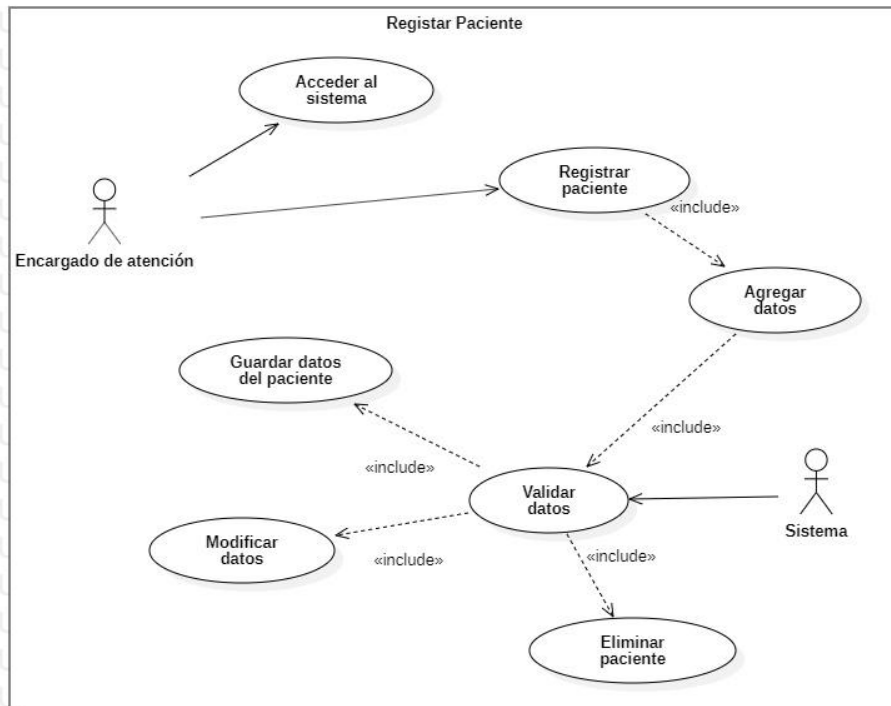 Registar Paciente
Acceder al
sistema
Registrar
paciente
«include»
Encargado de atención
Agregar
datos
Guardar datos
del paciente
«include»
«include»
Validar
datos
Sistema
Modificar
datos
«include»
«include»
Eliminar
paciente